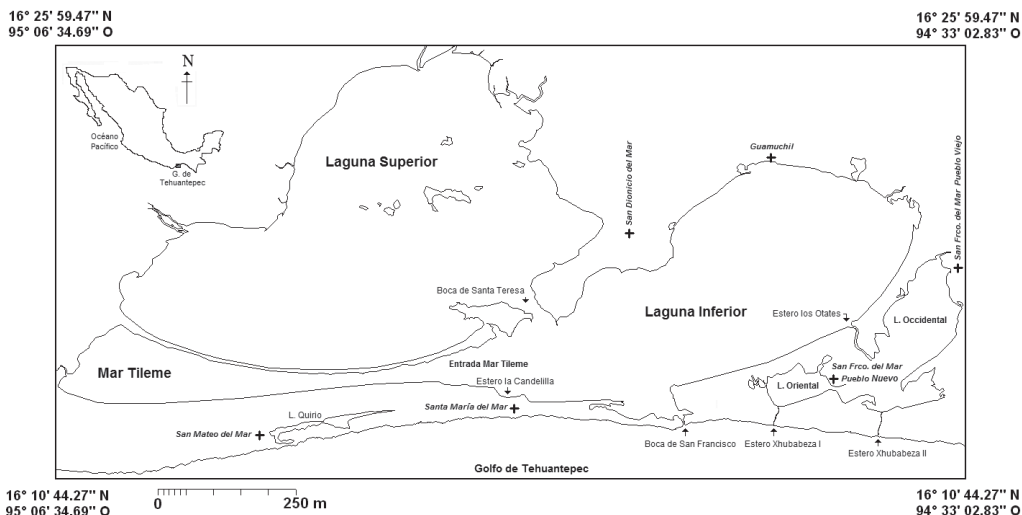 16° 25' 59.47'' N
95° 06' 34.69'' O
16° 25' 59.47'' N
94° 33' 02.83'' O
N
Océano
Pacífico
G. de
Tehuantepec
Laguna Superior
San Dionicio del Mar
Guamuchil
San Frco. del Mar Pueblo Viejo
Boca de Santa Teresa
Laguna Inferior
Estero los Otates
L. Occidental
Mar Tileme
Entrada Mar Tileme
Estero la Candelilla
San Frco. del Mar
Pueblo Nuevo
L. Oriental
L. Quirio
Santa María del Mar
San Mateo del Mar
Boca de San Francisco
Estero Xhubabeza I
Estero Xhubabeza II
Golfo de Tehuantepec
16° 10' 44.27'' N
95° 06' 34.69'' O
0
250 m
16° 10' 44.27'' N
94° 33' 02.83'' O